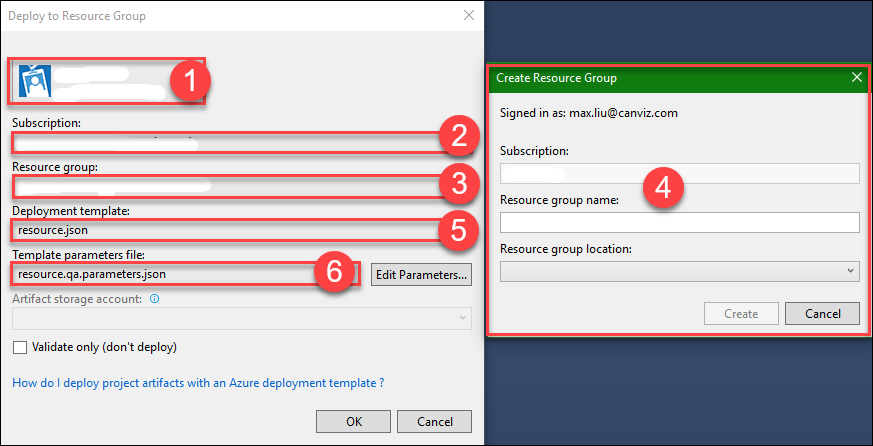 Deploy to Resource Group
1
Subscription:
2
Resource group:
3
Deployment template:
resource.json
5
Template parameters file:
resource.qa.parameters.json
6
Edit Parameters...
Artifact storage account:
Validate only (don't deploy)
How do I deploy project artifacts with an Azure deployment template ?
OK
Cancel
Create Resource Group
Signed in as: max.liu@canviz.com
Subscription:
4
Resource group name:
Resource group location:
Create
Cancel